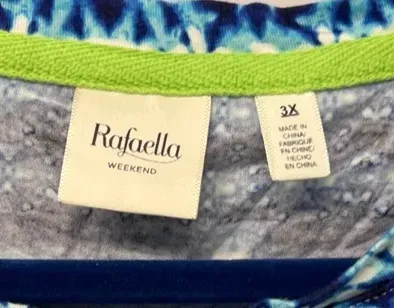 Rafaella
WEEKEND
3X
MADE IN
CHINA/
FABRIQUE
EN CHINE/
HECHO
EN CHINA